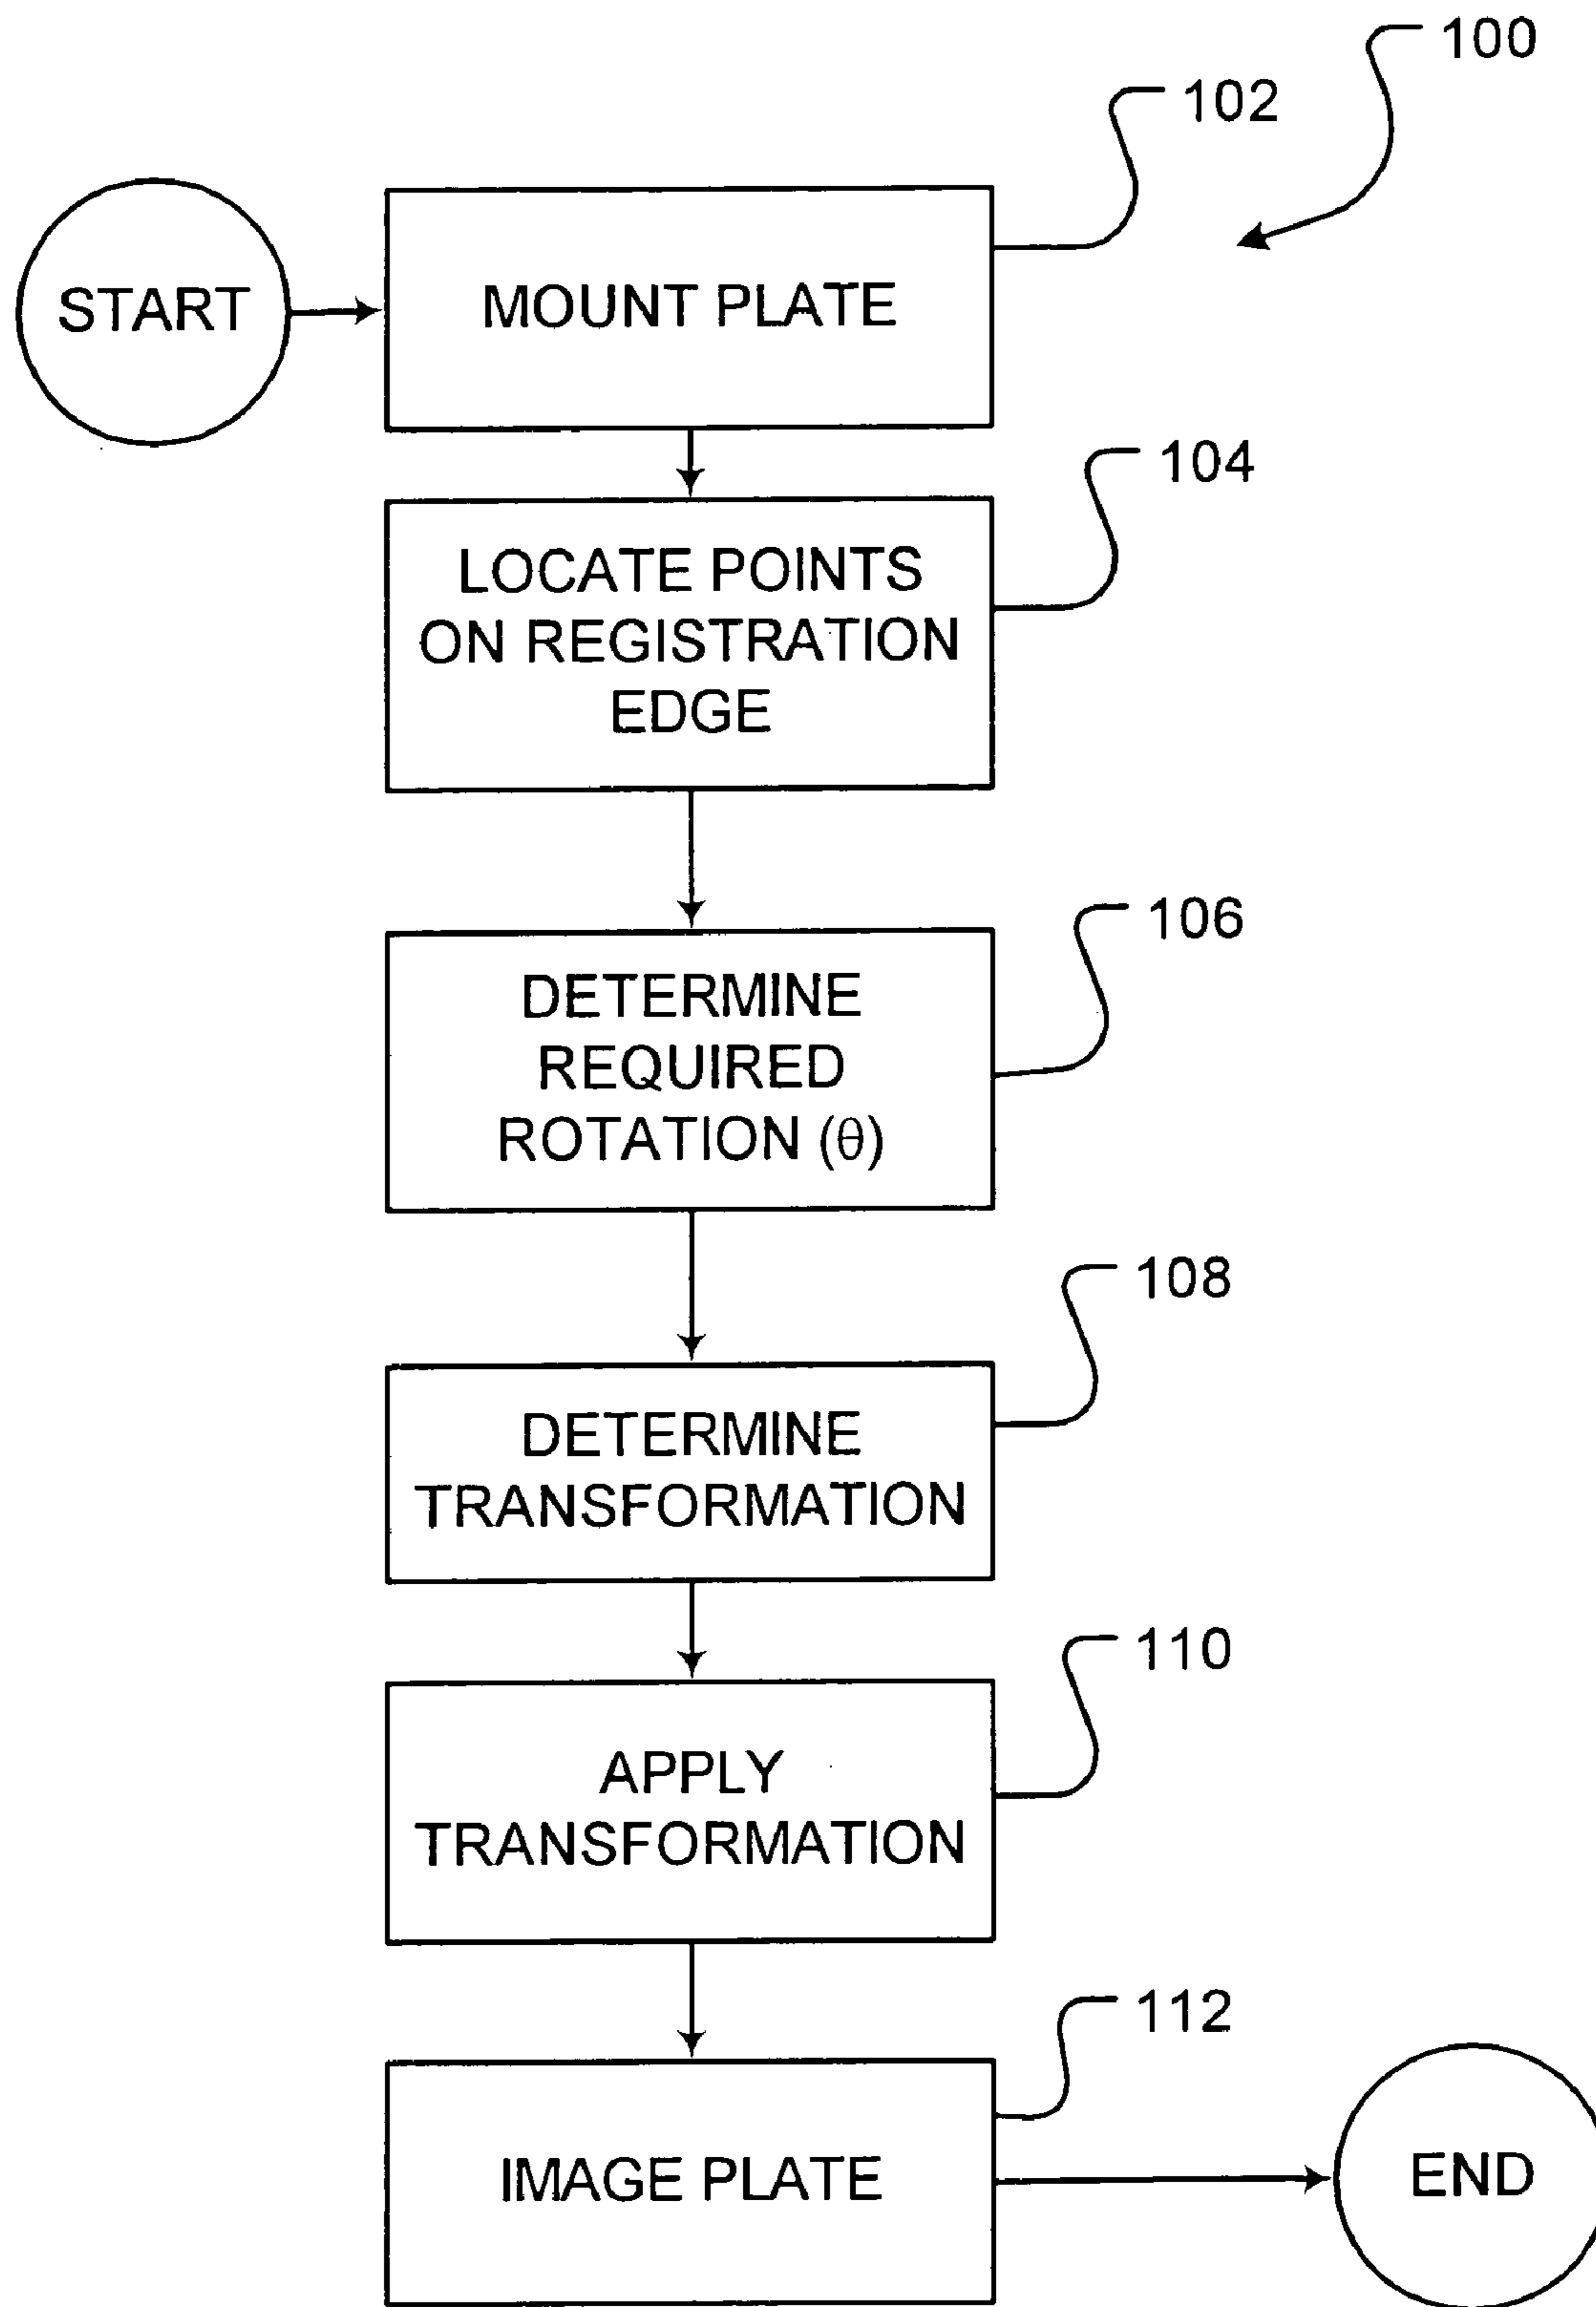 100
102
START
MOUNT PLATE
104
LOCATE POINTS
ON REGISTRATION
EDGE
106
DETERMINE
REQUIRED
ROTATION (θ)
108
DETERMINE
TRANSFORMATION
110
APPLY
TRANSFORMATION
112
IMAGE PLATE
END